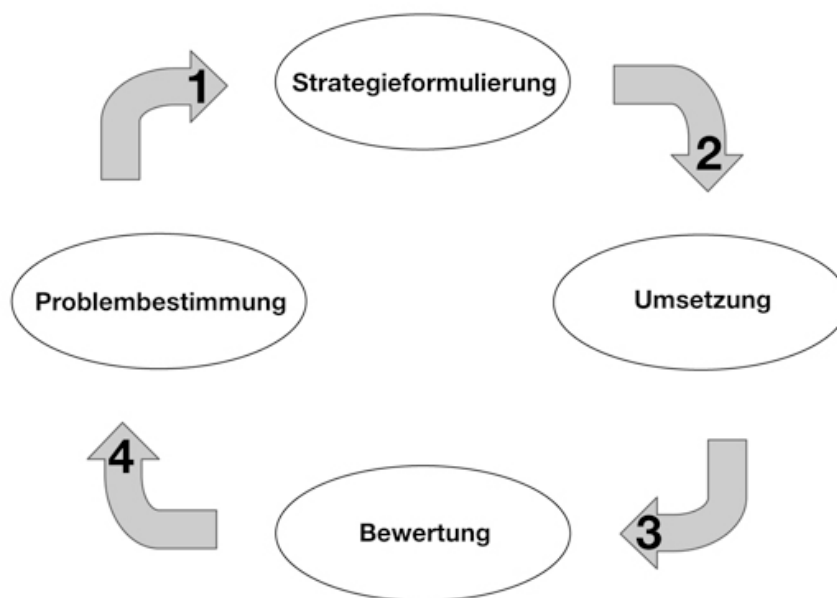 1
Strategieformulierung
2
Problembestimmung
Umsetzung
4
Bewertung
3